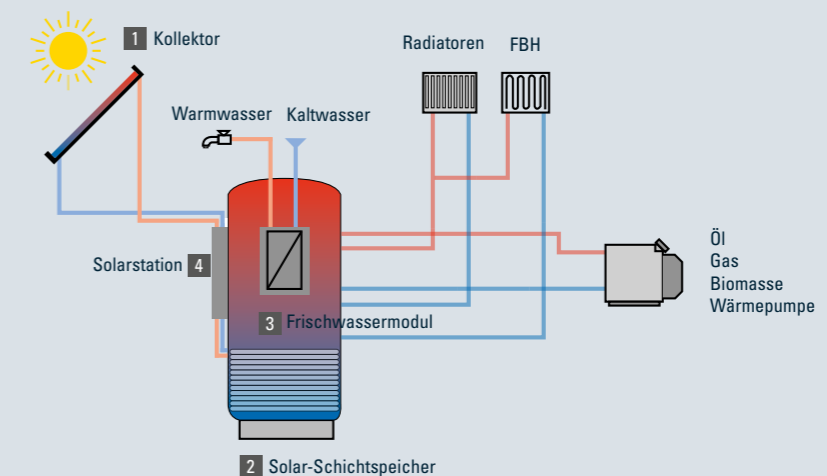 1 Kollektor
Radiatoren
FBH
Warmwasser
Kaltwasser
Solarstation 4
Öl
Gas
Biomasse
Wärmepumpe
3 Frischwassermodul
2 Solar-Schichtspeicher